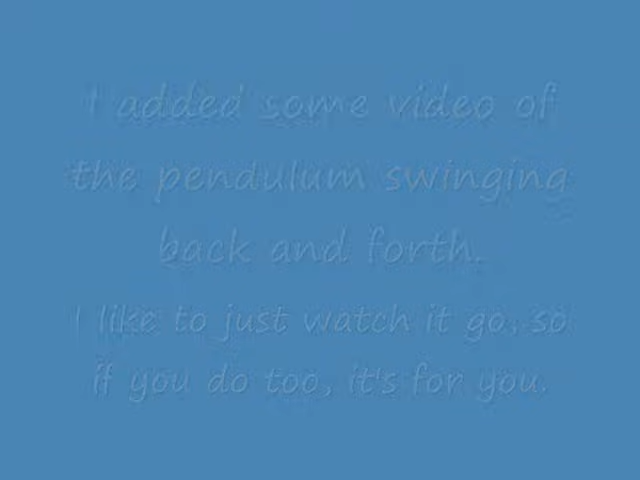 I added some video of
the pendulum swinging
back and forth.
I like to just watch it go, so
if you do too, it's for you.